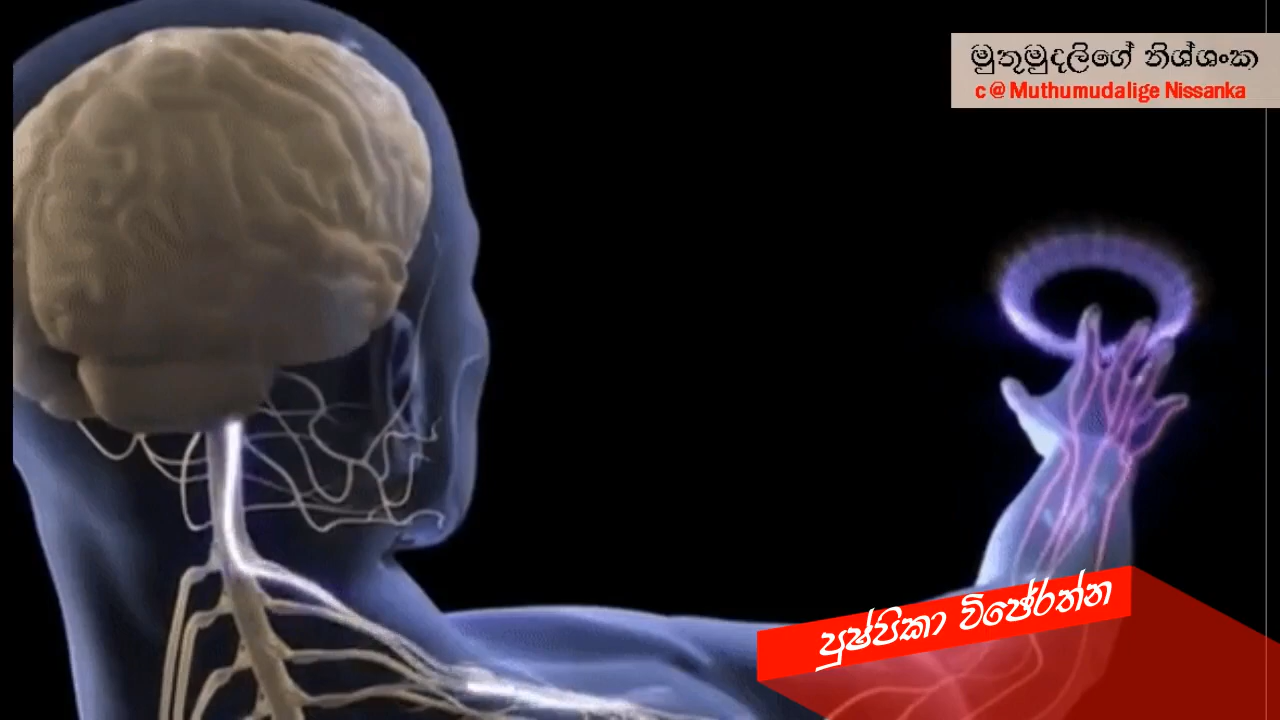 මුතුමුදලිගේ නිශ්ශංක
c@Muthumudalige Nissanka
පුෂ්පිකා විජේරත්න